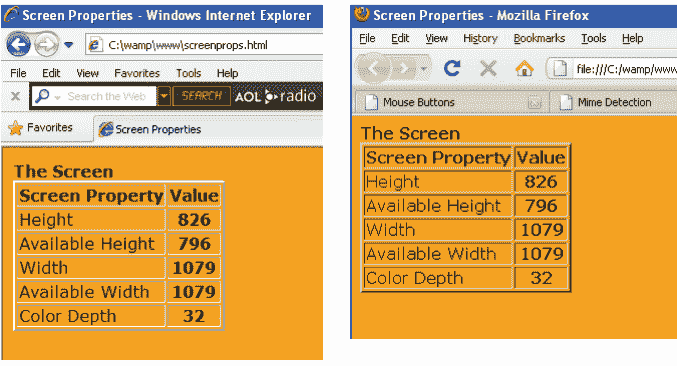 Screen Properties - Windows Internet Explorer
C:\wamp\www\screenprops.html
File Edit View Favorites Tools Help
Search the Web SEARCH AOL radio
Favorites Screen Properties
The Screen
Screen Property Value
Height 826
Available Height 796
Width 1079
Available Width 1079
Color Depth 32
Screen Properties - Mozilla Firefox
File Edit View History Bookmarks Tools Help
file:///C:/wamp/www
Mouse Buttons Mime Detection
The Screen
Screen Property Value
Height 826
Available Height 796
Width 1079
Available Width 1079
Color Depth 32